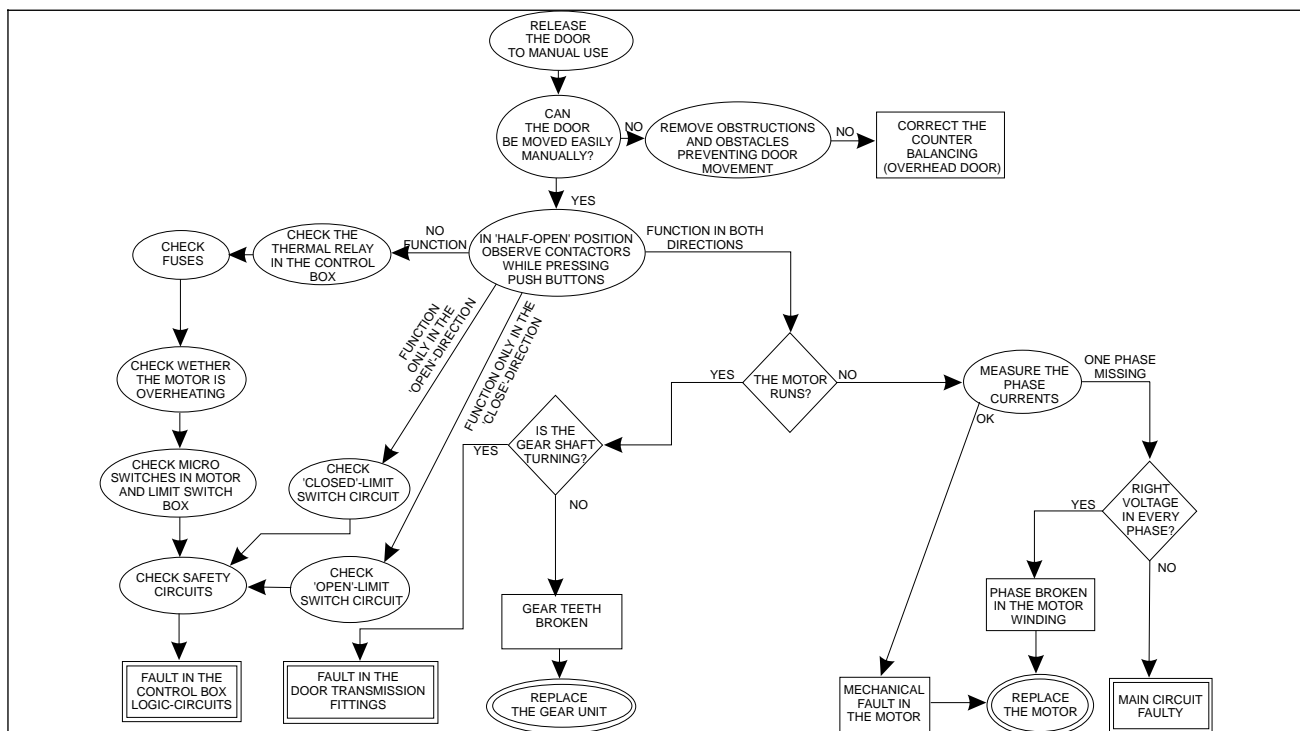 RELEASE
THE DOOR
TO MANUAL USE
CAN
THE DOOR
BE MOVED EASILY
MANUALLY?
NO
REMOVE OBSTRUCTIONS
AND OBSTACLES
PREVENTING DOOR
MOVEMENT
NO
CORRECT THE
COUNTER
BALANCING
(OVERHEAD DOOR)
YES
IN 'HALF-OPEN' POSITION
OBSERVE CONTACTORS
WHILE PRESSING
PUSH BUTTONS
NO
FUNCTION
CHECK THE
THERMAL RELAY
IN THE CONTROL
BOX
CHECK
FUSES
FUNCTION IN BOTH
DIRECTIONS
FUNCTION
ONLY IN THE
'OPEN'-DIRECTION
FUNCTION ONLY IN THE
'CLOSE'-DIRECTION
CHECK WETHER
THE MOTOR IS
OVERHEATING
CHECK MICRO
SWITCHES IN MOTOR
AND LIMIT SWITCH
BOX
CHECK
'CLOSED'-LIMIT
SWITCH CIRCUIT
CHECK SAFETY
CIRCUITS
CHECK
'OPEN'-LIMIT
SWITCH CIRCUIT
FAULT IN THE
CONTROL BOX
LOGIC-CIRCUITS
FAULT IN THE
DOOR TRANSMISSION
FITTINGS
THE MOTOR
RUNS?
YES
NO
IS THE
GEAR SHAFT
TURNING?
YES
NO
GEAR TEETH
BROKEN
REPLACE
THE GEAR UNIT
MEASURE THE
PHASE
CURRENTS
ONE PHASE
MISSING
OK
RIGHT
VOLTAGE
IN EVERY
PHASE?
YES
NO
PHASE BROKEN
IN THE MOTOR
WINDING
MECHANICAL
FAULT IN
THE MOTOR
REPLACE
THE MOTOR
MAIN CIRCUIT
FAULTY